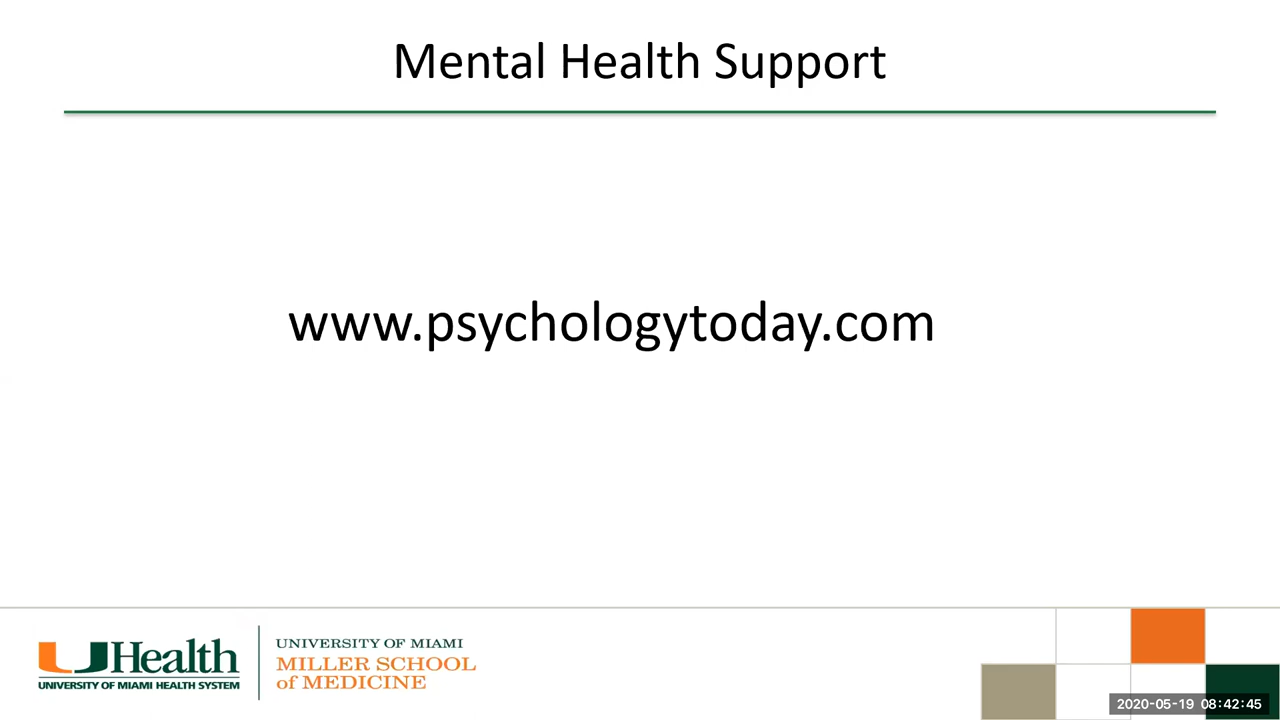 Mental Health Support
www.psychologytoday.com
UHealth
UNIVERSITY OF MIAMI HEALTH SYSTEM
UNIVERSITY OF MIAMI
MILLER SCHOOL
of MEDICINE
2020-05-19 08:42:45